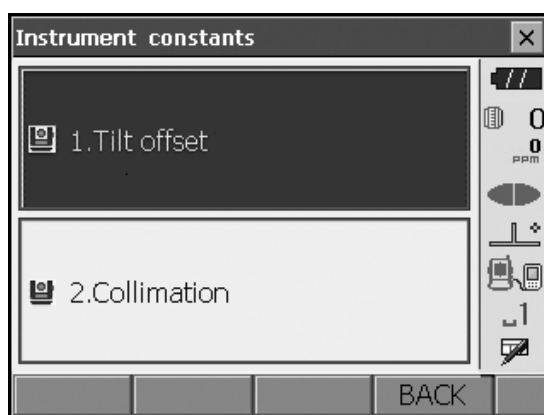 Instrument constants
0
0
ppm
1.Tilt offset
2.Collimation
1
BACK